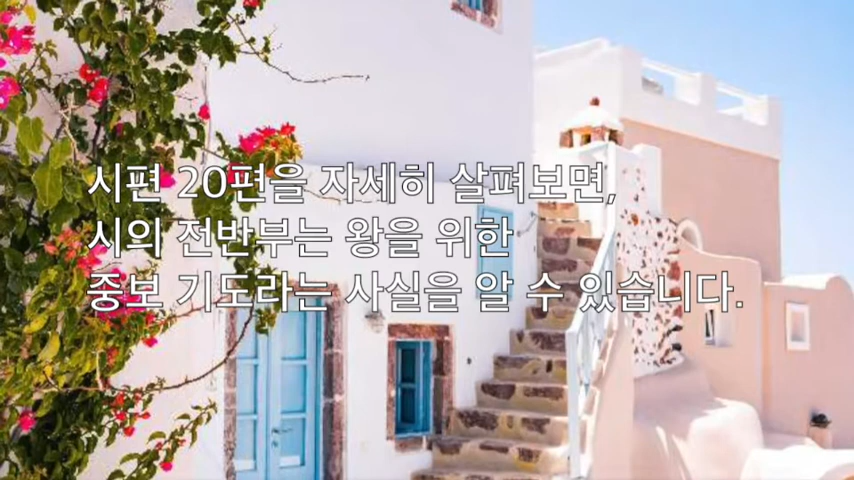 시편 20편을 자세히 살펴보면,
시의 전반부는 왕을 위한
중보 기도라는 사실을 알 수 있습니다.